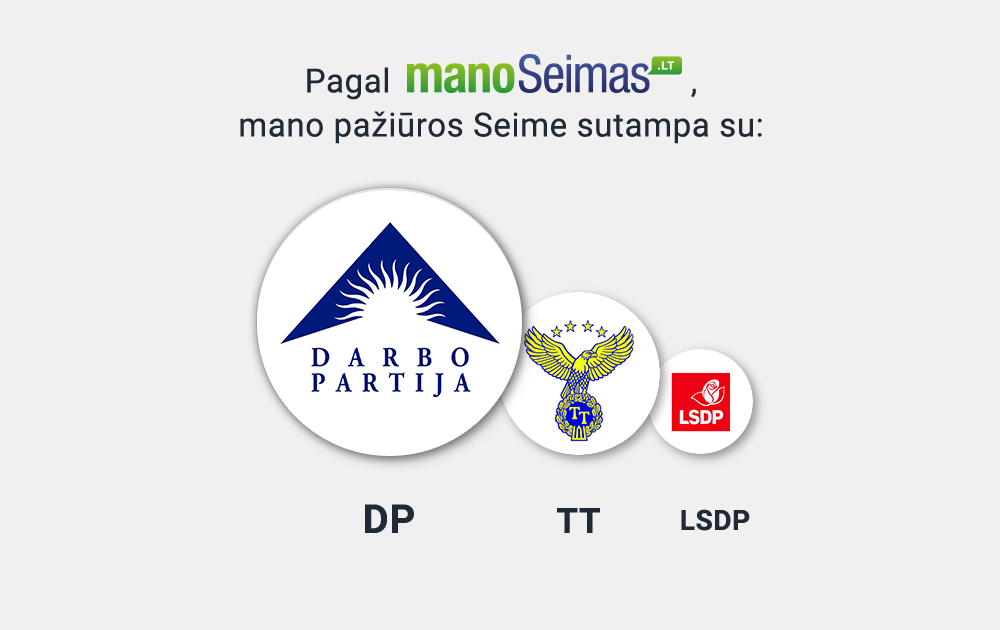 Pagal manoSeimas.LT ,
mano pažiūros Seime sutampa su:
DARBO
PARTIJA
TT
LSDP
DP
TT
LSDP